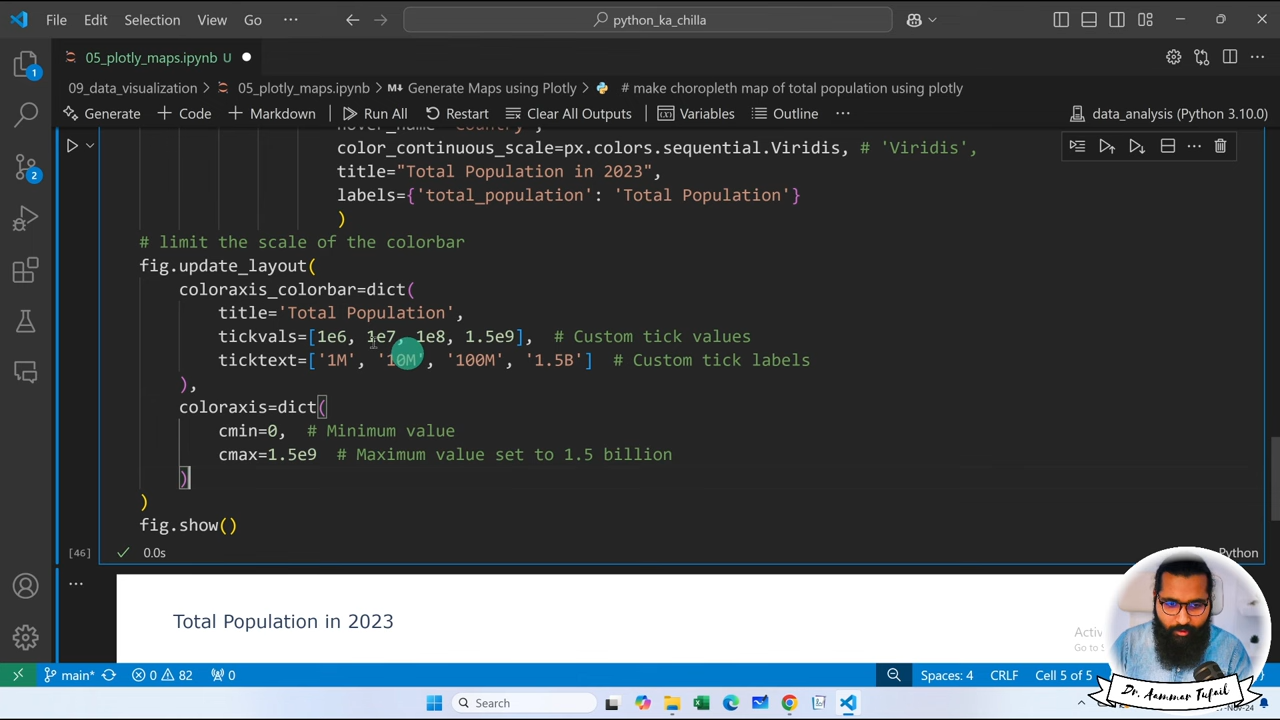 File Edit Selection View Go ··· python_ka_chilla
05_plotly_maps.ipynb U
09_data_visualization > 05_plotly_maps.ipynb > Generate Maps using Plotly > # make choropleth map of total population using plotly
Generate + Code + Markdown Run All Restart Clear All Outputs Variables Outline ··· data_analysis (Python 3.10.0)
hover_name="Country",
color_continuous_scale=px.colors.sequential.Viridis, # 'Viridis',
title="Total Population in 2023",
labels={'total_population': 'Total Population'}
)
# limit the scale of the colorbar
fig.update_layout(
coloraxis_colorbar=dict(
title='Total Population',
tickvals=[1e6, 1e7, 1e8, 1.5e9], # Custom tick values
ticktext=['1M', '10M', '100M', '1.5B'] # Custom tick labels
),
coloraxis=dict(
cmin=0, # Minimum value
cmax=1.5e9 # Maximum value set to 1.5 billion
)
)
fig.show()
[46] 0.0s Python
Total Population in 2023
main* 0 82 0 Spaces: 4 CRLF Cell 5 of 5
Search
Dr. Aammar Tufail